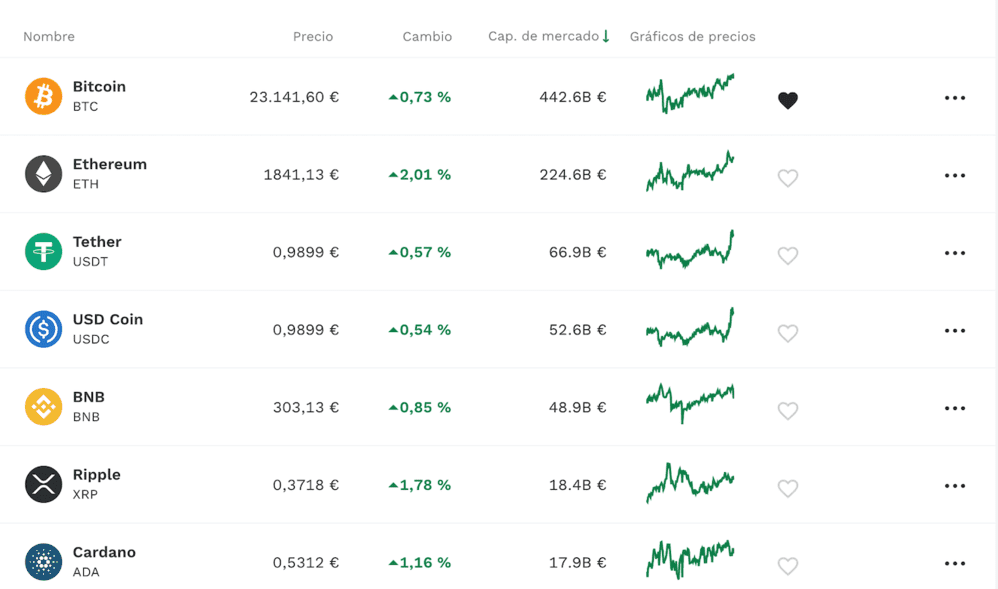 Nombre Precio Cambio Cap. de mercado↓ Gráficos de precios
Bitcoin
BTC
23.141,60 € 0,73 % 442.6B €
Ethereum
ETH
1841,13 € 2,01 % 224.6B €
Tether
USDT
0,9899 € 0,57 % 66.9B €
USD Coin
USDC
0,9899 € 0,54 % 52.6B €
BNB
BNB
303,13 € 0,85 % 48.9B €
Ripple
XRP
0,3718 € 1,78 % 18.4B €
Cardano
ADA
0,5312 € 1,16 % 17.9B €